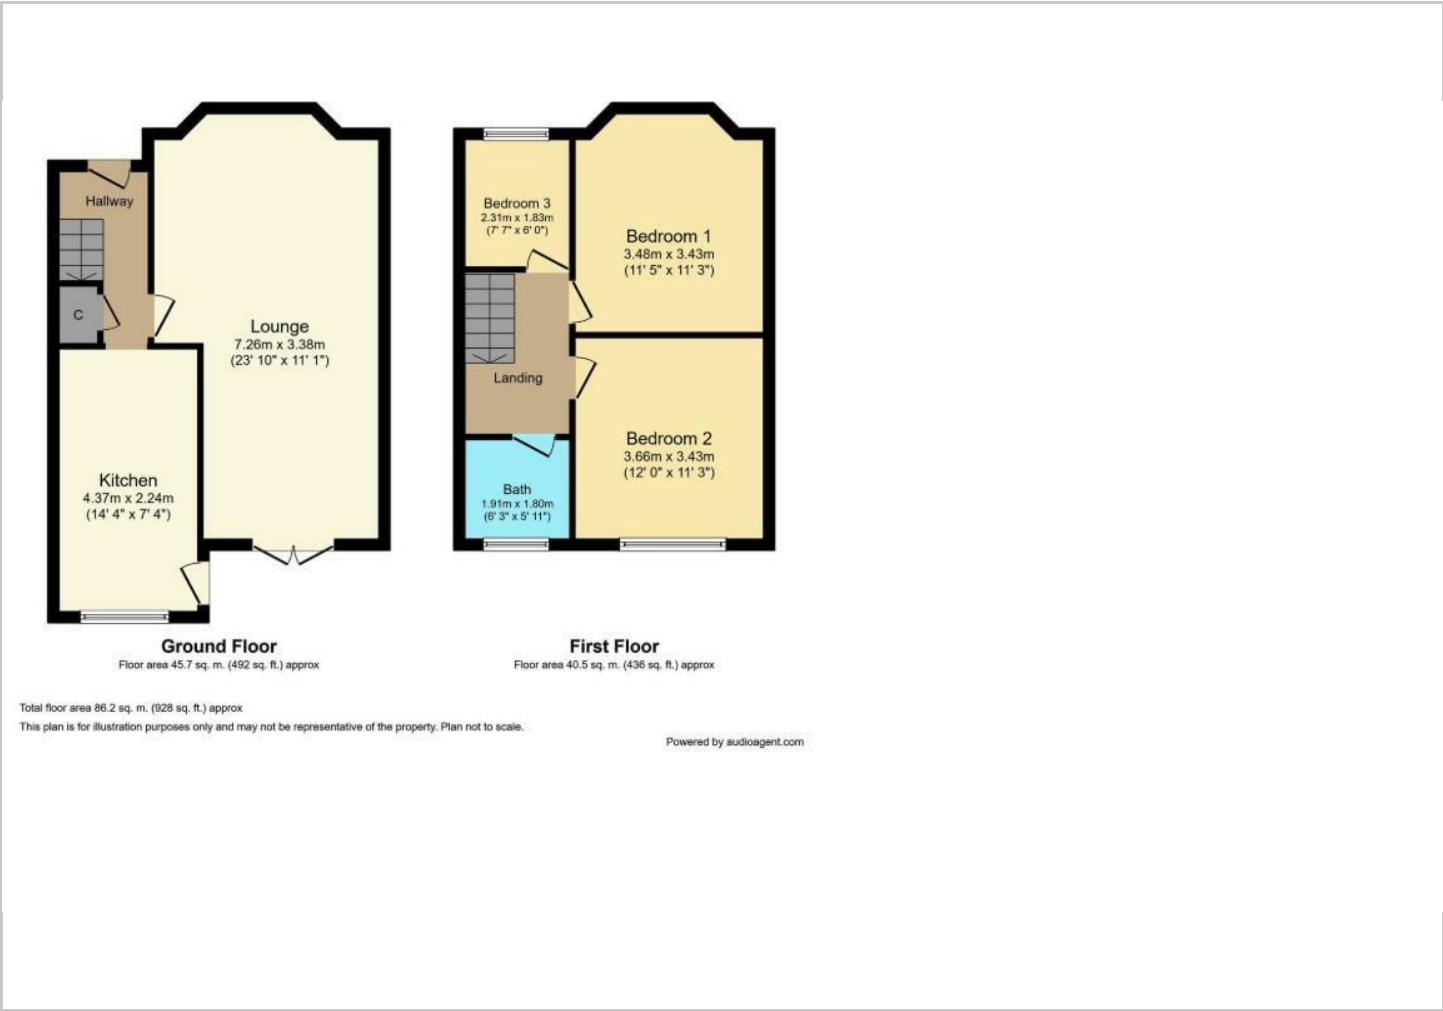 Hallway
C
Lounge
7.26m x 3.38m
(23' 10" x 11' 1")
Kitchen
4.37m x 2.24m
(14' 4" x 7' 4")
Ground Floor
Floor area 45.7 sq. m. (492 sq. ft.) approx
Bedroom 3
2.31m x 1.83m
(7' 7" x 6' 0")
Bedroom 1
3.48m x 3.43m
(11' 5" x 11' 3")
Landing
Bedroom 2
3.66m x 3.43m
(12' 0" x 11' 3")
Bath
1.91m x 1.80m
(6' 3" x 5' 11")
First Floor
Floor area 40.5 sq. m. (436 sq. ft.) approx
Total floor area 86.2 sq. m. (928 sq. ft.) approx
This plan is for illustration purposes only and may not be representative of the property. Plan not to scale.
Powered by audioagent.com